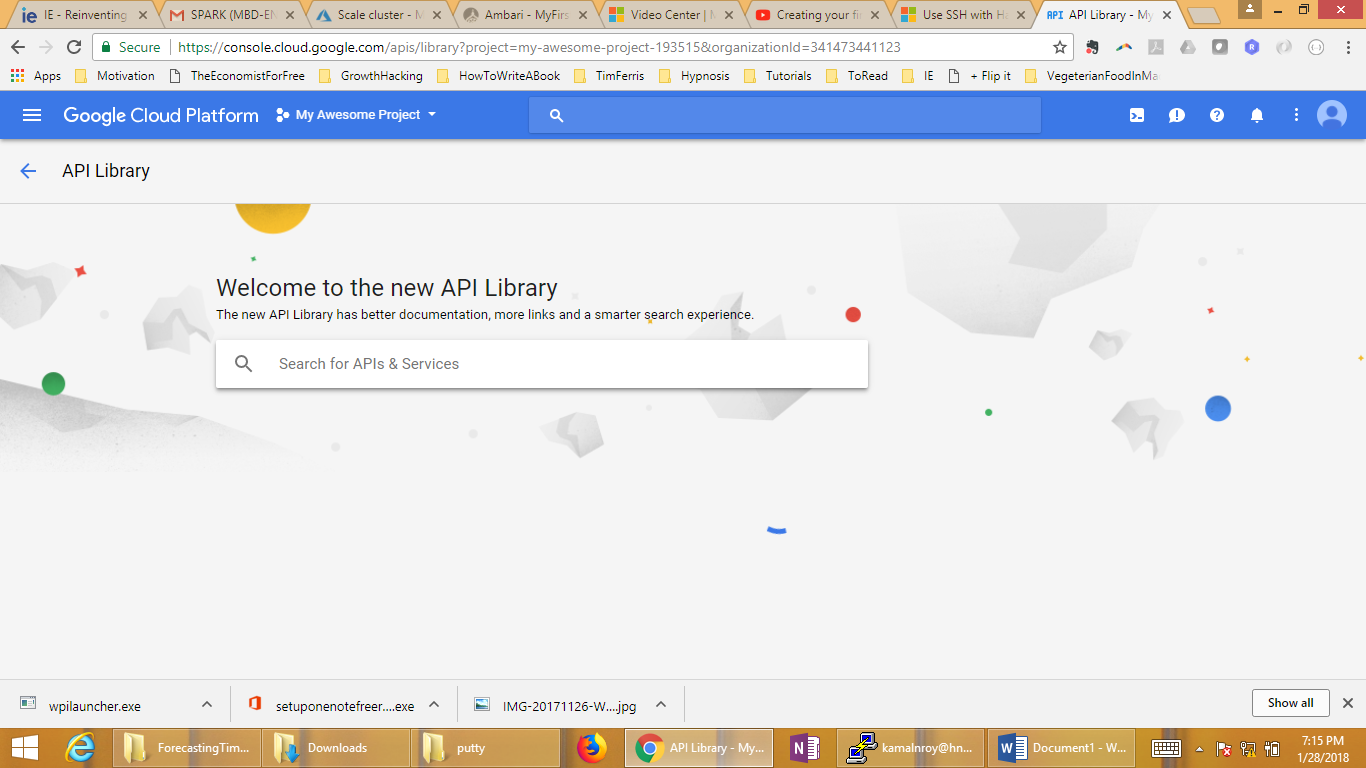 IE - Reinventing
SPARK (MBD-EN
Scale cluster - M
Ambari - MyFirs
Video Center | M
Creating your fi
Use SSH with Ha
API API Library - My
Secure https://console.cloud.google.com/apis/library?project=my-awesome-project-193515&organizationId=341473441123
Apps Motivation TheEconomistForFree GrowthHacking HowToWriteABook TimFerris Hypnosis Tutorials ToRead IE + Flip it VegeterianFoodInMa
Google Cloud Platform My Awesome Project
API Library
Welcome to the new API Library
The new API Library has better documentation, more links and a smarter search experience.
Search for APIs & Services
wpilauncher.exe setuponenotefreer....exe IMG-20171126-W....jpg Show all
ForecastingTim... Downloads putty API Library - My... kamalnroy@hn... Document1 - W... 7:15 PM
1/28/2018